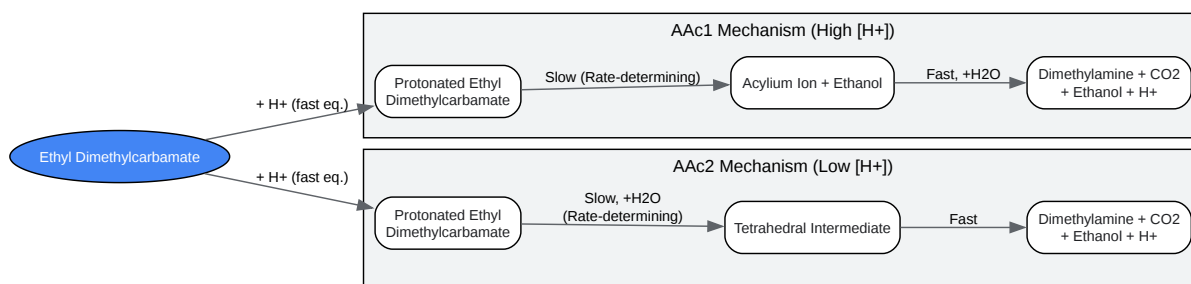 AAc1 Mechanism (High [H+])
Protonated Ethyl
Dimethylcarbamate
Slow (Rate-determining)
Acylium Ion + Ethanol
Fast, +H2O
Dimethylamine + CO2
+ Ethanol + H+
+ H+ (fast eq.)
Ethyl Dimethylcarbamate
+ H+ (fast eq.)
AAc2 Mechanism (Low [H+])
Protonated Ethyl
Dimethylcarbamate
Slow, +H2O
(Rate-determining)
Tetrahedral Intermediate
Fast
Dimethylamine + CO2
+ Ethanol + H+